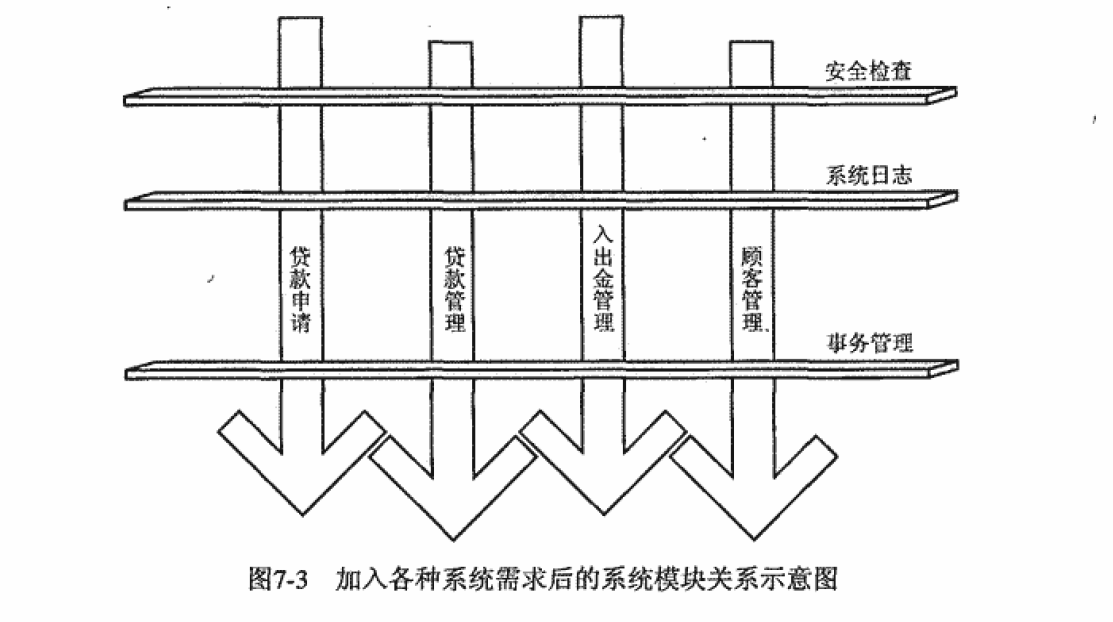 安全检查
系统日志
贷款申请
贷款管理
入出金管理
顾客管理
事务管理
图7-3 加入各种系统需求后的系统模块关系示意图